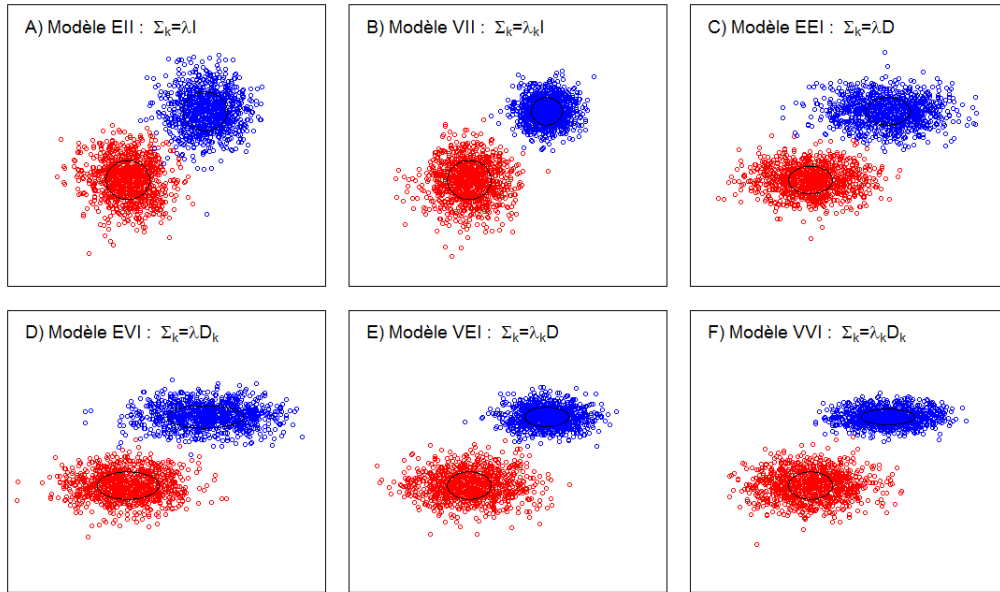 A) Modèle EII : Σₖ=λI
B) Modèle VII : Σₖ=λₖI
C) Modèle EEI : Σₖ=λD
D) Modèle EVI : Σₖ=λDₖ
E) Modèle VEI : Σₖ=λₖD
F) Modèle VVI : Σₖ=λₖDₖ